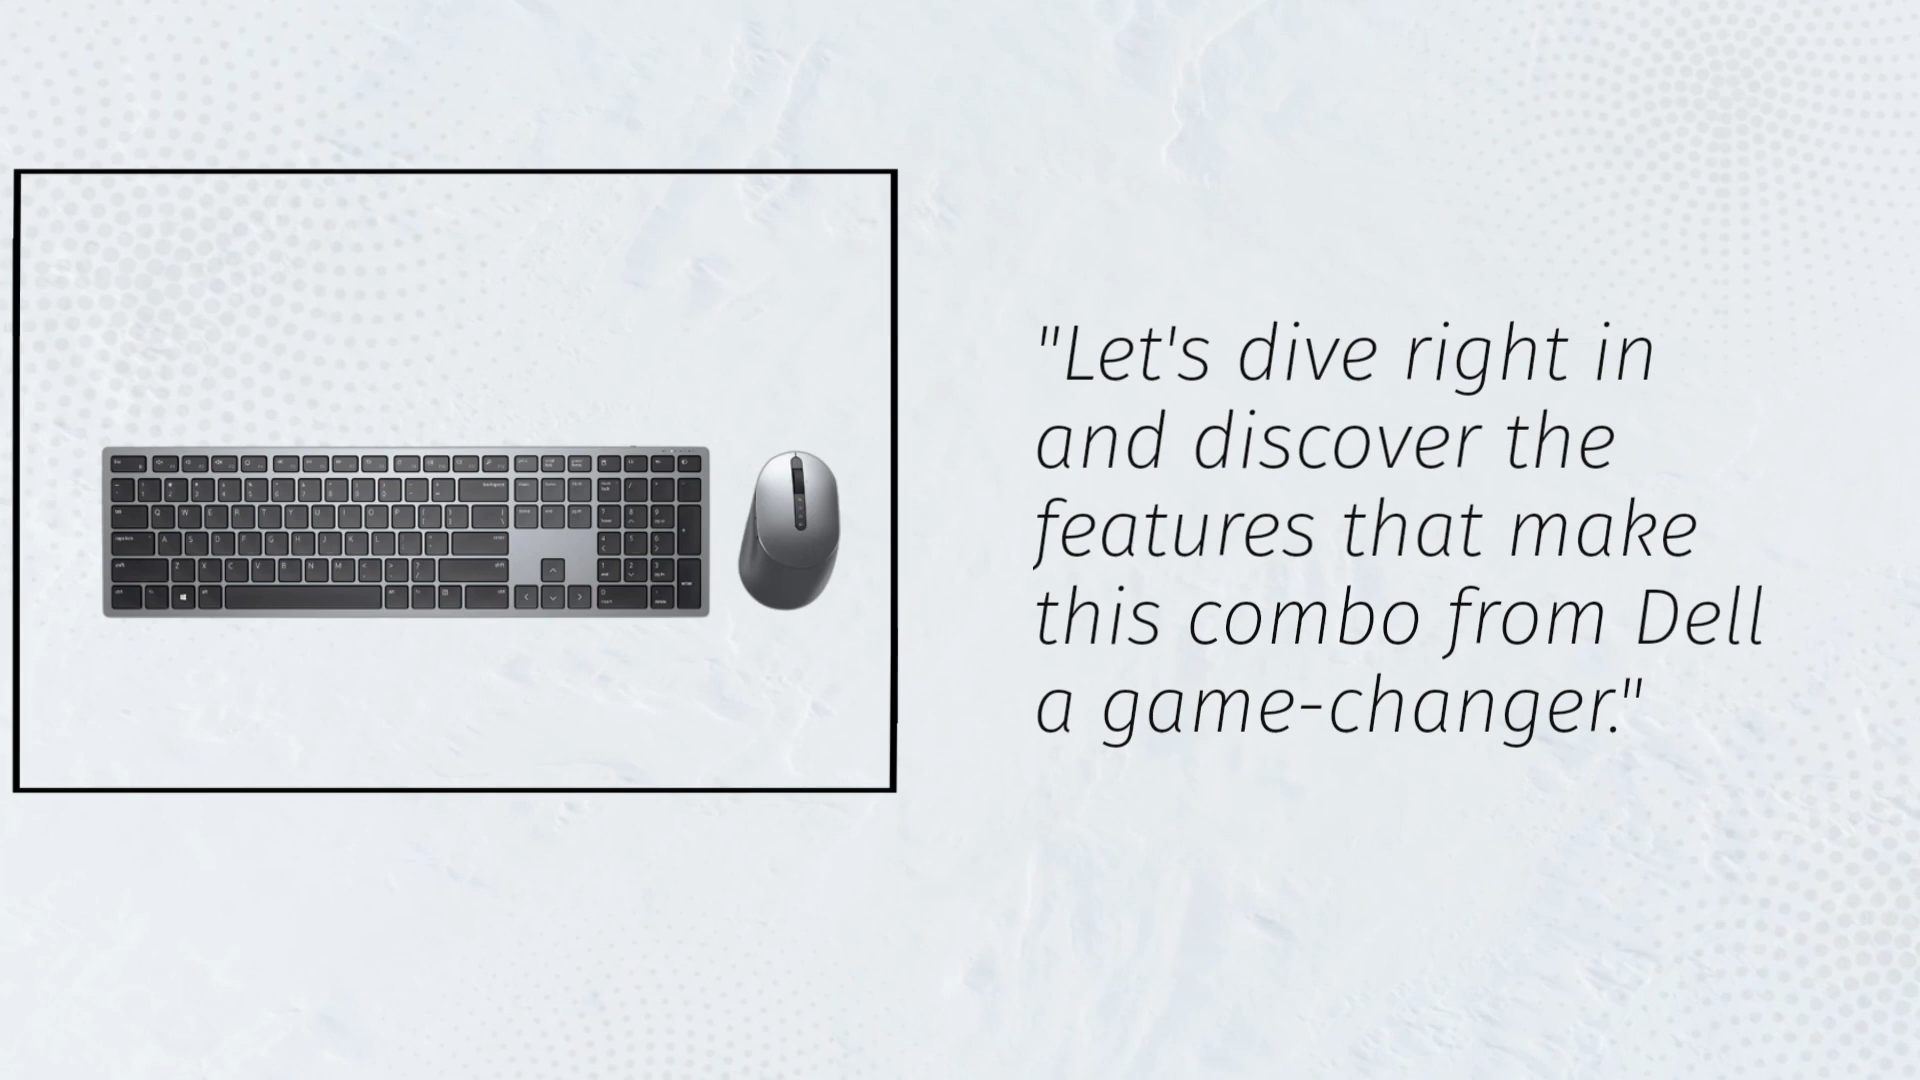 "Let's dive right in
and discover the
features that make
this combo from Dell
a game-changer."